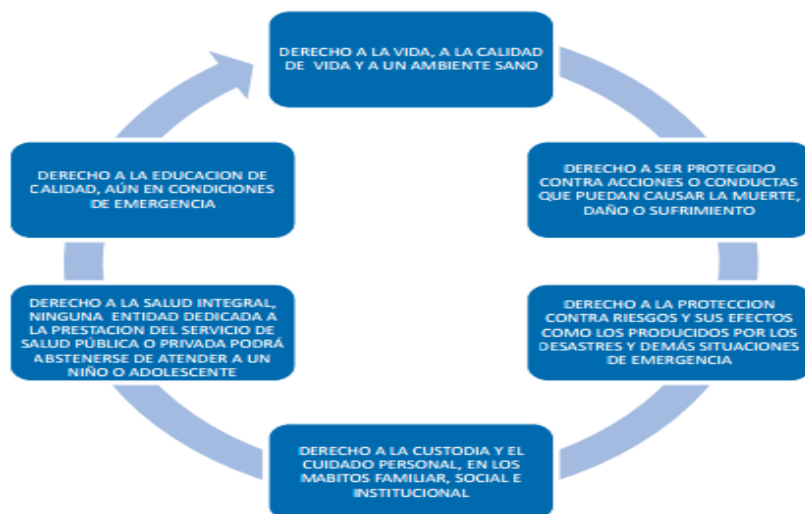 DERECHO A LA VIDA, A LA CALIDAD
DE VIDA Y A UN AMBIENTE SANO
DERECHO A SER PROTEGIDO
CONTRA ACCIONES O CONDUCTAS
QUE PUEDAN CAUSAR LA MUERTE,
DAÑO O SUFRIMIENTO
DERECHO A LA PROTECCION
CONTRA RIESGOS Y SUS EFECTOS
COMO LOS PRODUCIDOS POR LOS
DESASTRES Y DEMÁS SITUACIONES
DE EMERGENCIA
DERECHO A LA CUSTODIA Y EL
CUIDADO PERSONAL, EN LOS
MABITOS FAMILIAR, SOCIAL E
INSTITUCIONAL
DERECHO A LA SALUD INTEGRAL,
NINGUNA ENTIDAD DEDICADA A
LA PRESTACION DEL SERVICIO DE
SALUD PÚBLICA O PRIVADA PODRÁ
ABSTENERSE DE ATENDER A UN
NIÑO O ADOLESCENTE
DERECHO A LA EDUCACION DE
CALIDAD, AÚN EN CONDICIONES
DE EMERGENCIA